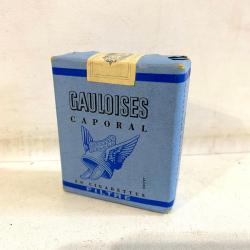 GAULOISES
CAPORAL
20 CIGARETTES
FILTRE